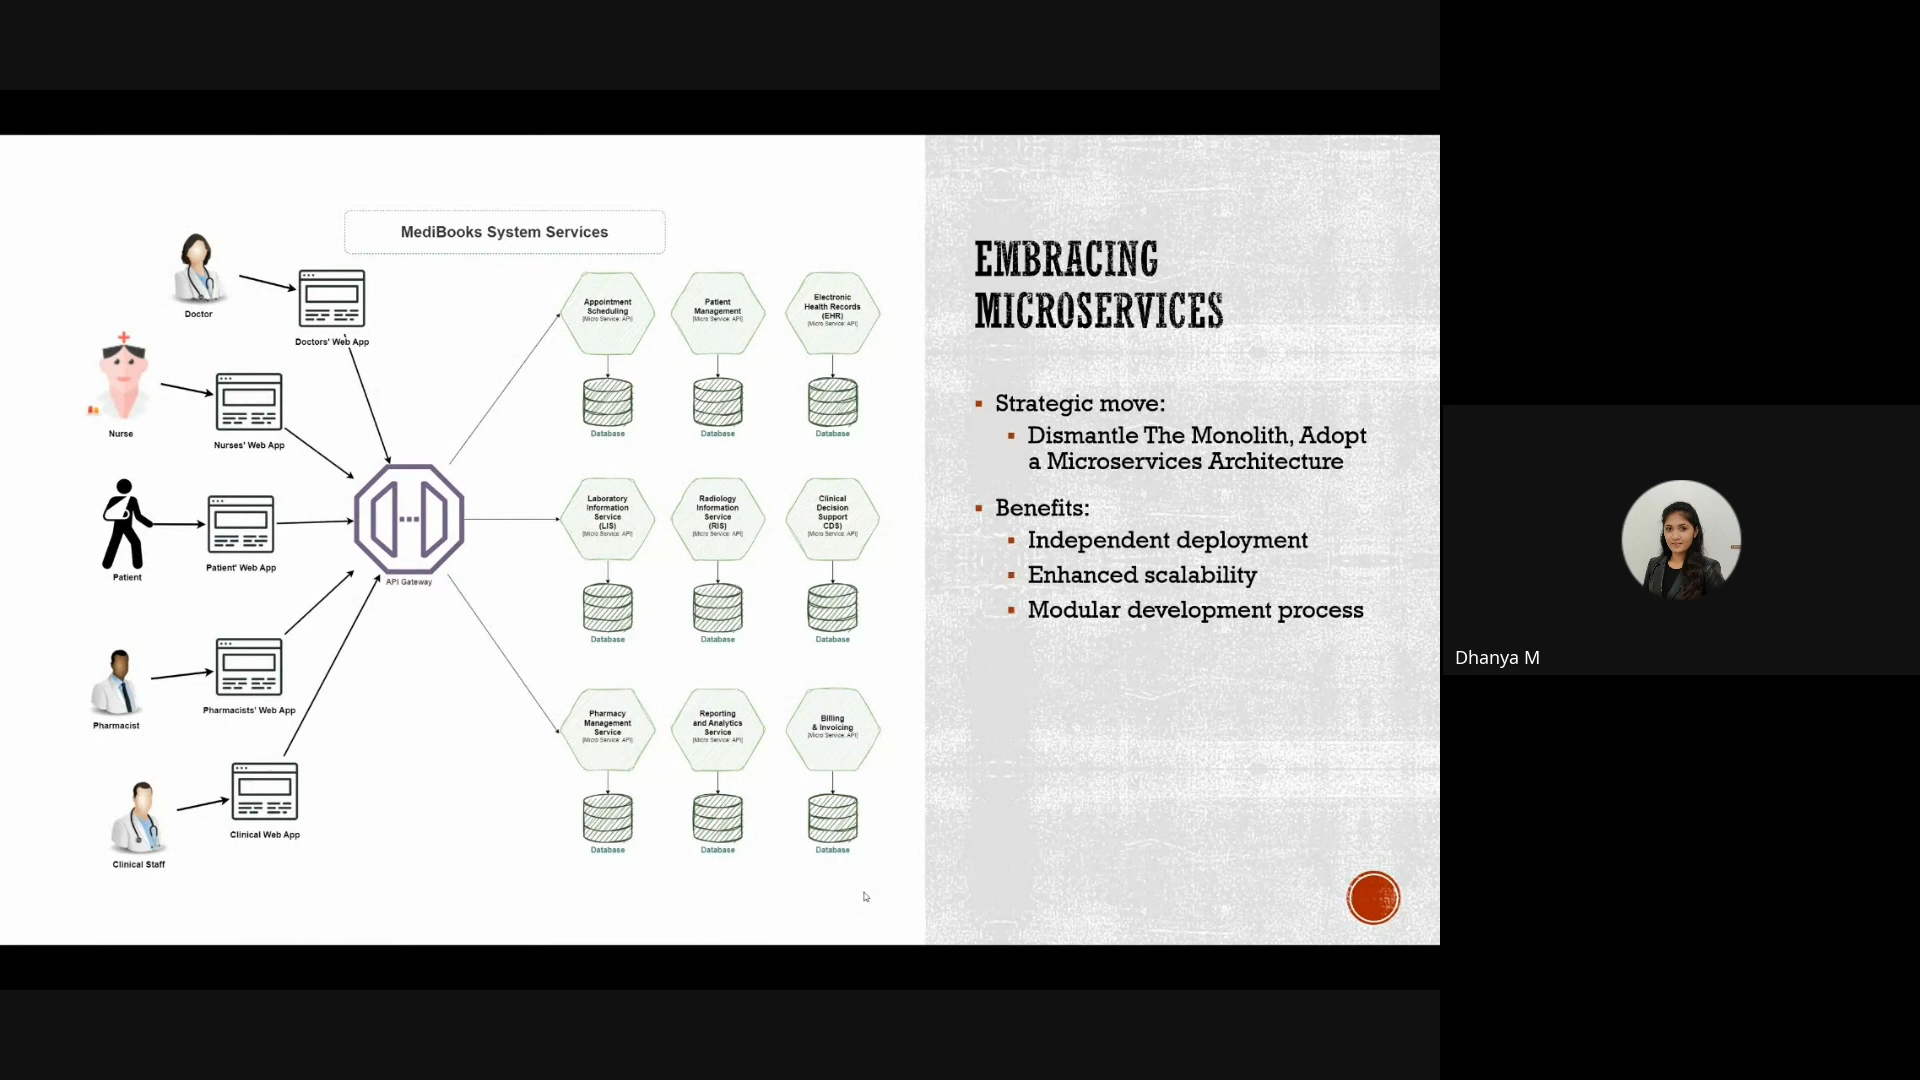 MediBooks System Services
Doctor
Doctors' Web App
Nurse
Nurses' Web App
Patient
Patient' Web App
Pharmacist
Pharmacists' Web App
Clinical Staff
Clinical Web App
API Gateway
Appointment
Scheduling
[Micro Service: API]
Database
Patient
Management
[Micro Service: API]
Database
Electronic
Health Records
(EHR)
[Micro Service: API]
Database
Laboratory
Information
Service
(LIS)
[Micro Service: API]
Database
Radiology
Information
Service
(RIS)
[Micro Service: API]
Database
Clinical
Decision
Support
CDS)
[Micro Service: API]
Database
Pharmacy
Management
Service
[Micro Service: API]
Database
Reporting
and Analytics
Service
[Micro Service: API]
Database
Billing
& Invoicing
[Micro Service: API]
Database
EMBRACING
MICROSERVICES
Strategic move:
Dismantle The Monolith, Adopt
a Microservices Architecture
Benefits:
Independent deployment
Enhanced scalability
Modular development process
Dhanya M